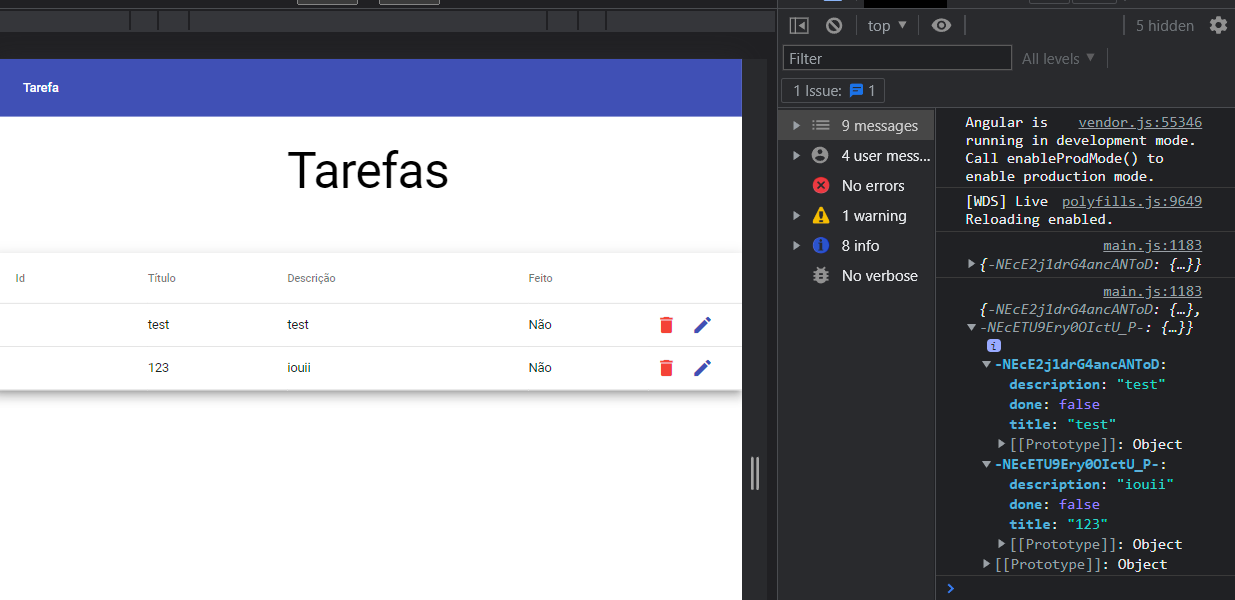 Tarefa
Tarefas
Id Título Descrição Feito
test test Não
123 iouii Não
top ▼ 5 hidden
Filter All levels ▼
1 Issue: 1
9 messages
4 user mess...
No errors
1 warning
8 info
No verbose
Angular is vendor.js:55346
running in development mode.
Call enableProdMode() to
enable production mode.
[WDS] Live polyfills.js:9649
Reloading enabled.
main.js:1183
▶ {-NEcE2j1drG4ancANToD: {…}}
main.js:1183
{-NEcE2j1drG4ancANToD: {…},
▼ -NEcETU9Ery0OIctU_P-: {…}}
i
▼ -NEcE2j1drG4ancANToD:
description: "test"
done: false
title: "test"
▶ [[Prototype]]: Object
▼ -NEcETU9Ery0OIctU_P-:
description: "iouii"
done: false
title: "123"
▶ [[Prototype]]: Object
▶ [[Prototype]]: Object